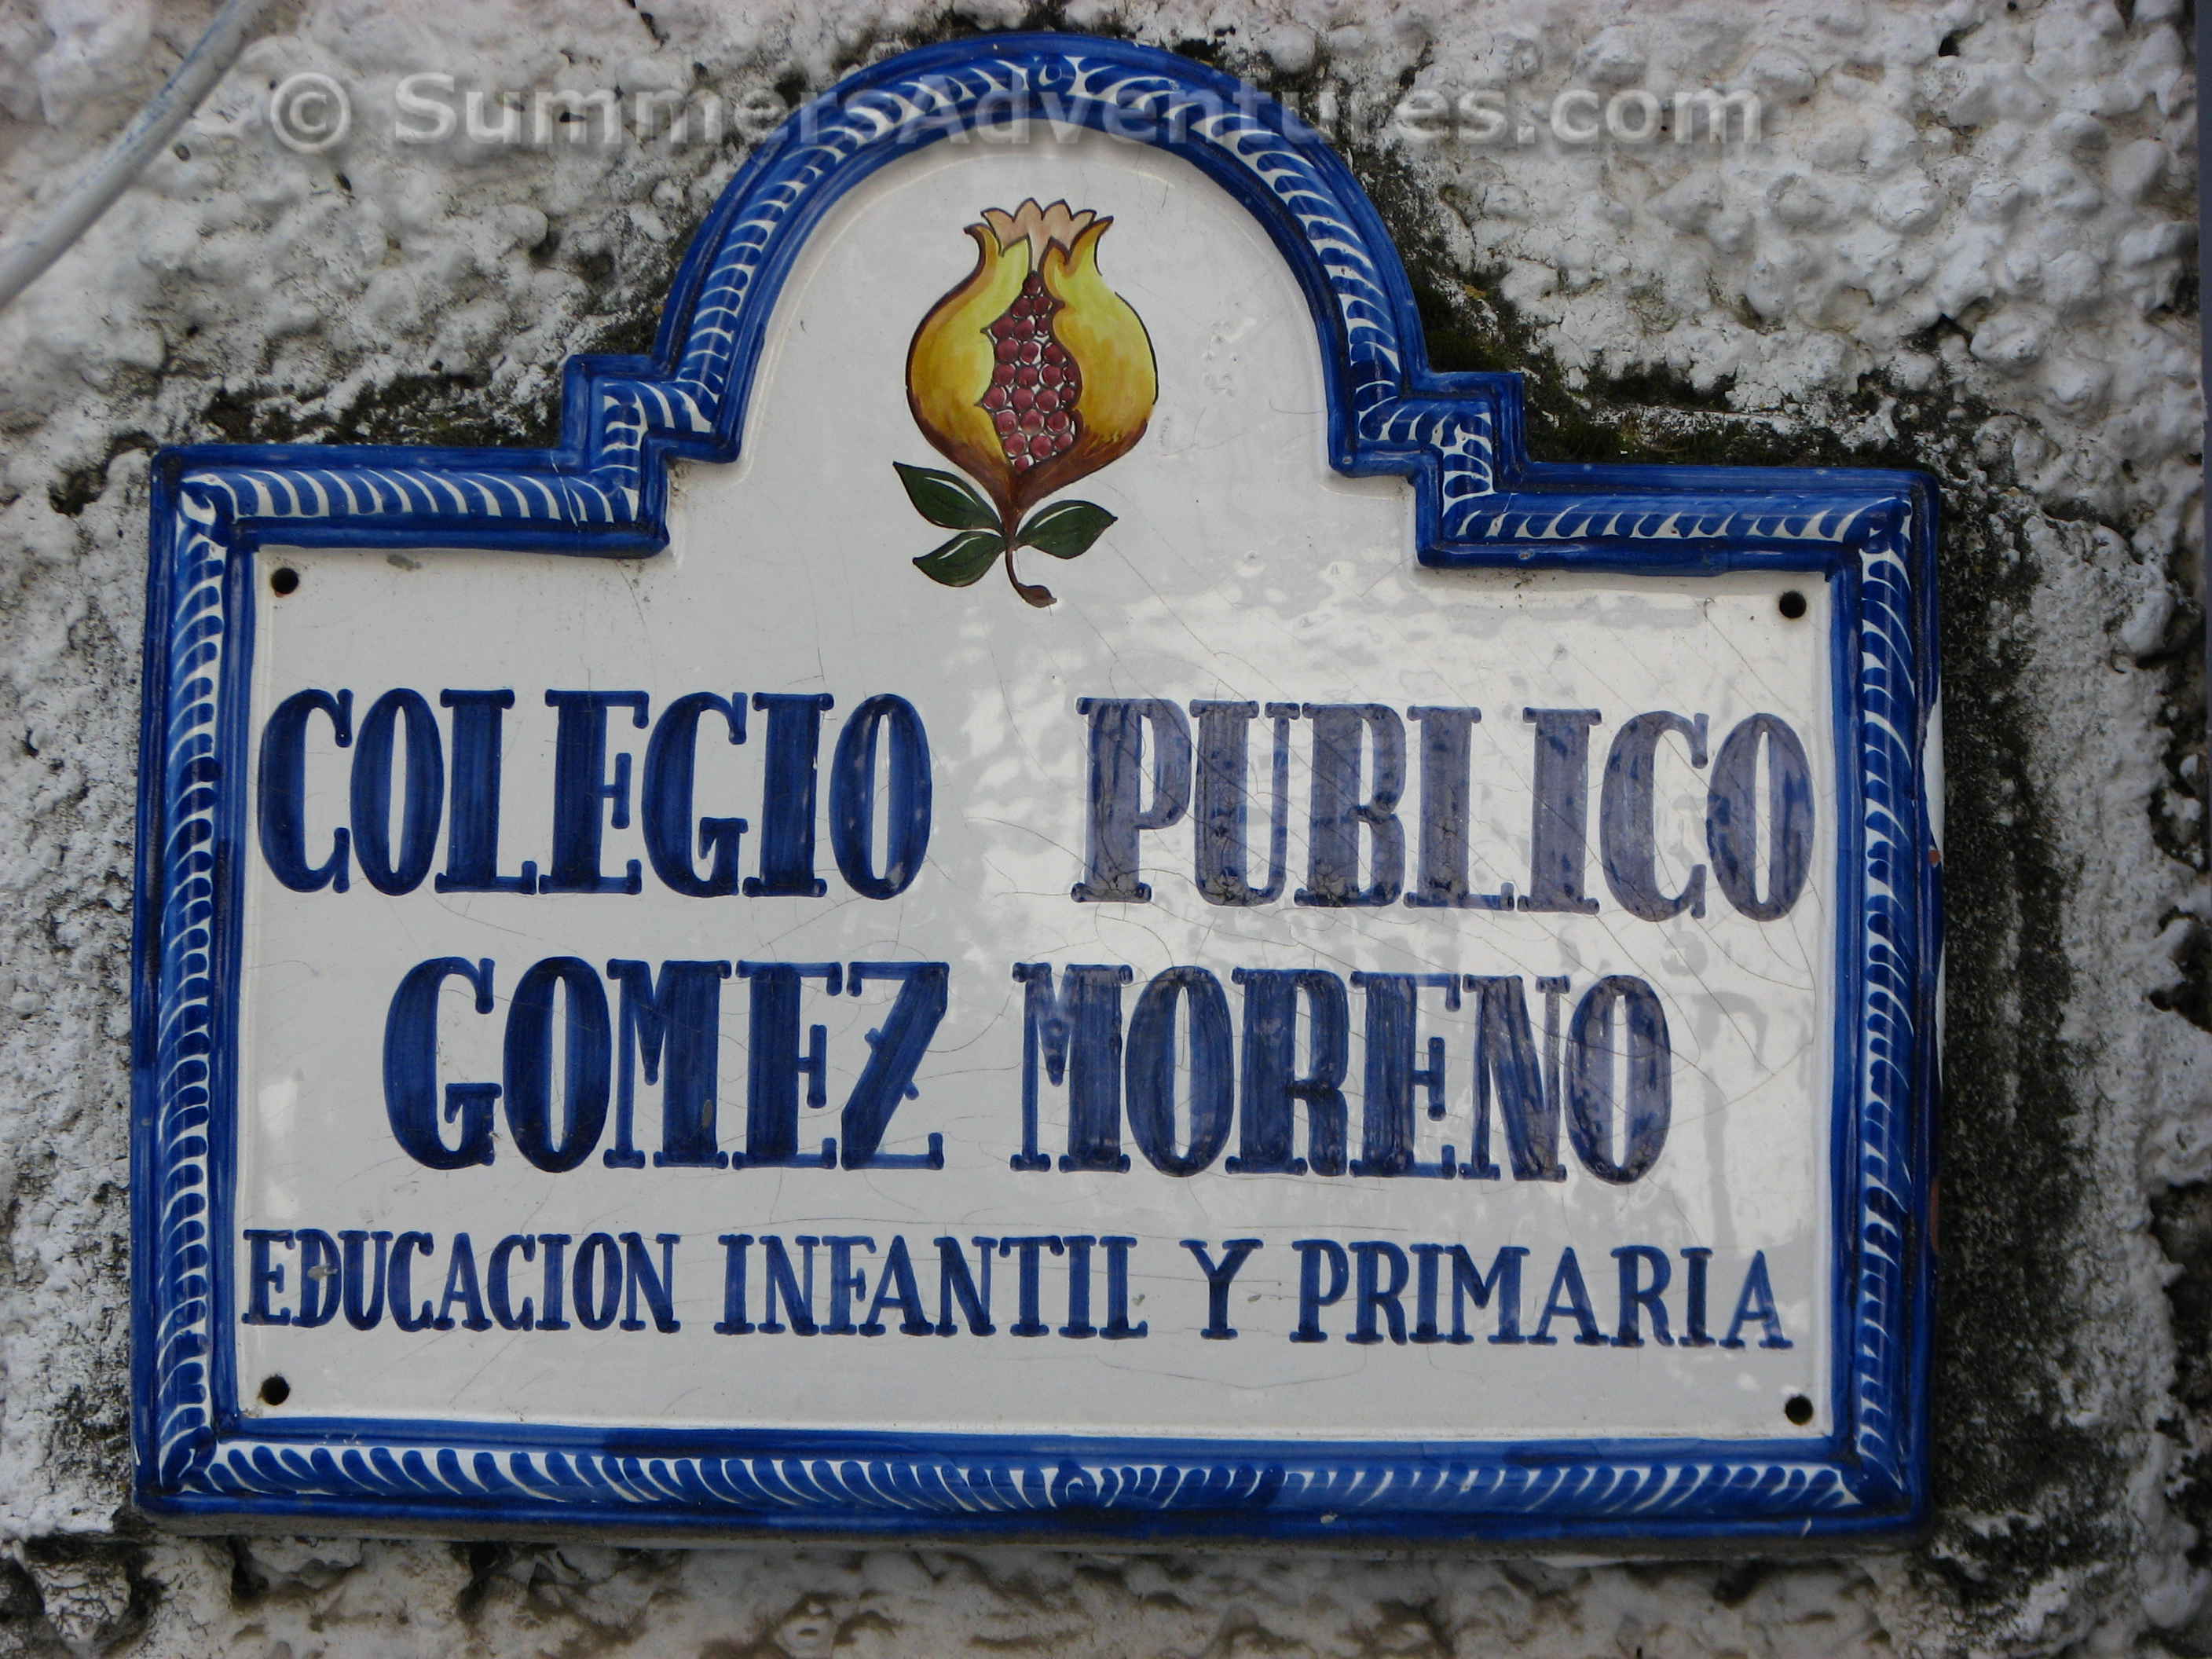 © SummersAdventures.com
COLEGIO PUBLICO
GOMEZ MORENO
EDUCACION INFANTIL Y PRIMARIA